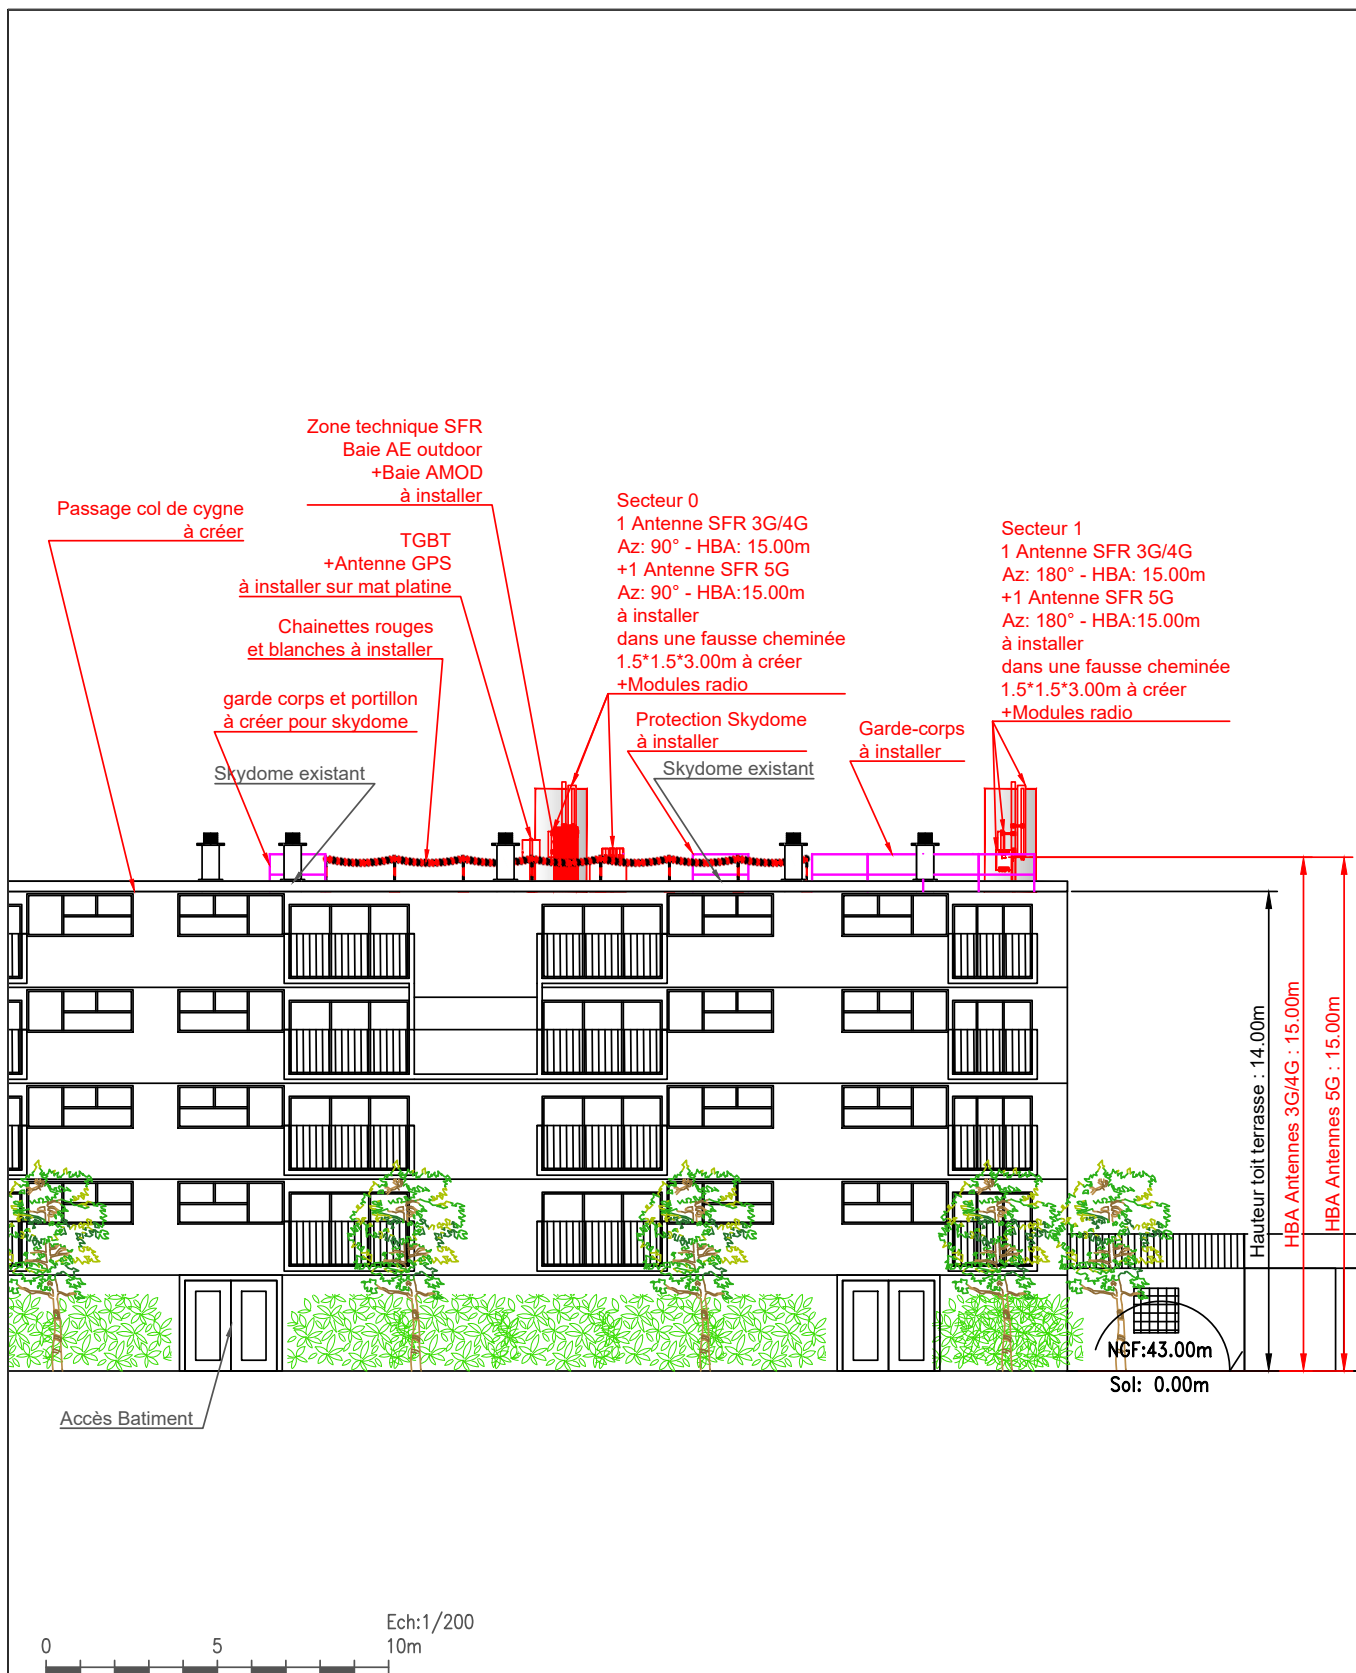 Zone technique SFR
Baie AE outdoor
+Baie AMOD
à installer
Passage col de cygne
à créer
TGBT
+Antenne GPS
à installer sur mat platine
Chainettes rouges
et blanches à installer
garde corps et portillon
à créer pour skydome
Skydome existant
Secteur 0
1 Antenne SFR 3G/4G
Az: 90° - HBA: 15.00m
+1 Antenne SFR 5G
Az: 90° - HBA:15.00m
à installer
dans une fausse cheminée
1.5*1.5*3.00m à créer
+Modules radio
Protection Skydome
à installer
Skydome existant
Garde-corps
à installer
Secteur 1
1 Antenne SFR 3G/4G
Az: 180° - HBA: 15.00m
+1 Antenne SFR 5G
Az: 180° - HBA:15.00m
à installer
dans une fausse cheminée
1.5*1.5*3.00m à créer
+Modules radio
Hauteur toit terrasse : 14.00m
HBA Antennes 3G/4G : 15.00m
HBA Antennes 5G : 15.00m
NGF:43.00m
Sol: 0.00m
Accès Batiment
Ech:1/200
0 5 10m